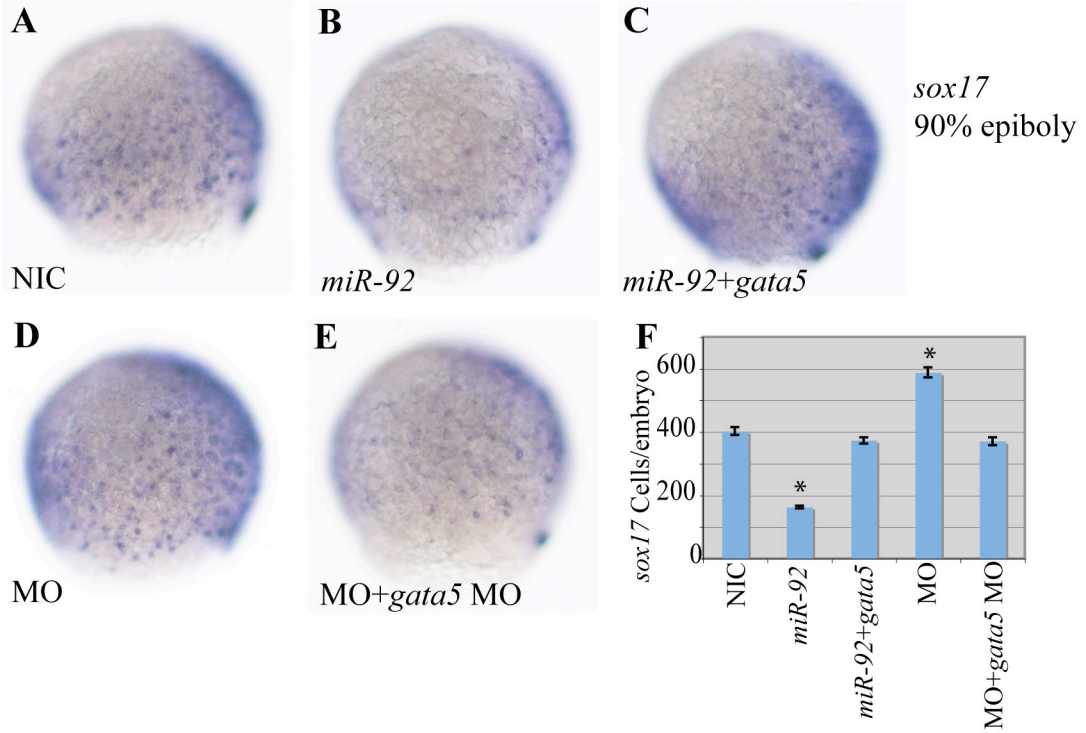 A
B
C
sox17
90% epiboly
NIC
miR-92
miR-92+gata5
D
E
F
MO
MO+gata5 MO
sox17 Cells/embryo
600
400
200
0
NIC
miR-92
miR-92+gata5
MO
MO+gata5 MO
*
*